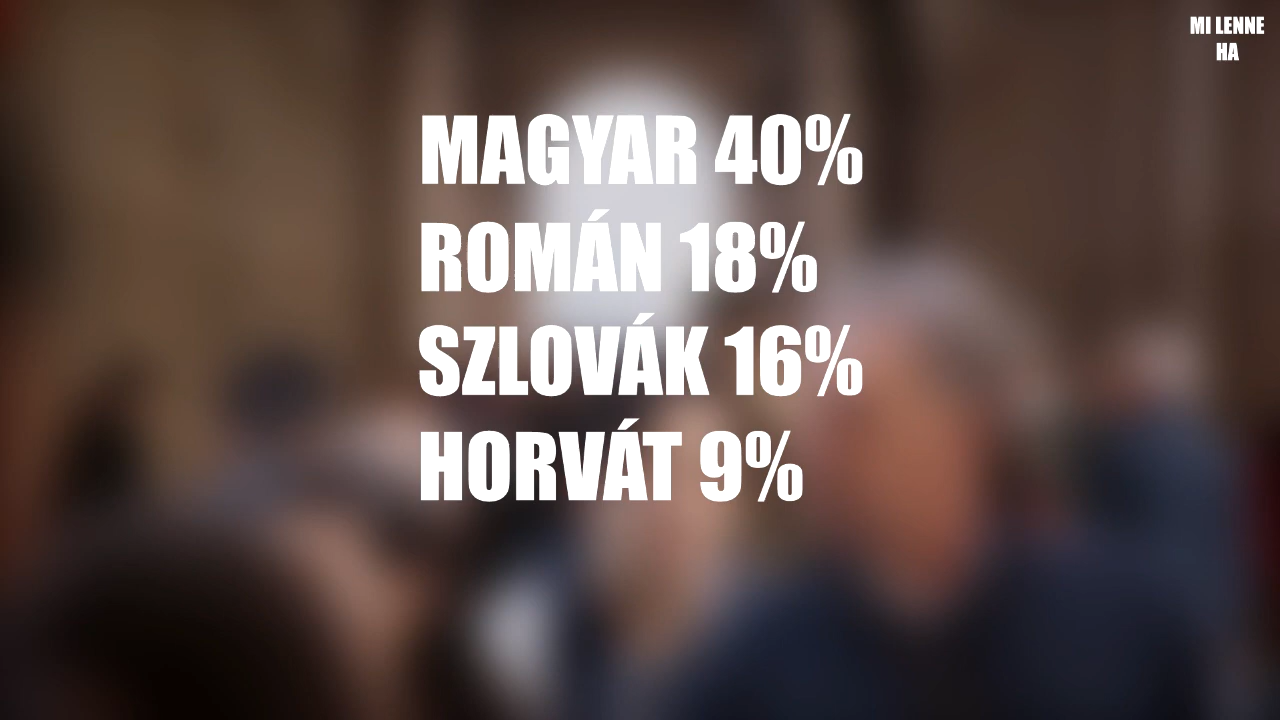 MI LENNE
HA
MAGYAR 40%
ROMÁN 18%
SZLOVÁK 16%
HORVÁT 9%